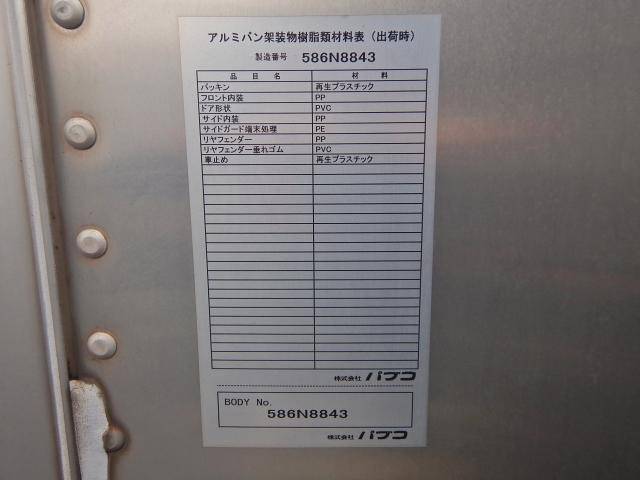 アルミバン架装物樹脂類材料表（出荷時）
製造番号 586N8843
品目名 材料
パッキン 再生プラスチック
フロント内装 PP
ドア形状 PVC
サイド内装 PP
サイドガード端末処理 PE
リヤフェンダー PP
リヤフェンダー垂れゴム PVC
車止め 再生プラスチック
株式会社 パブコ
BODY No.
586N8843
株式会社 パブコ